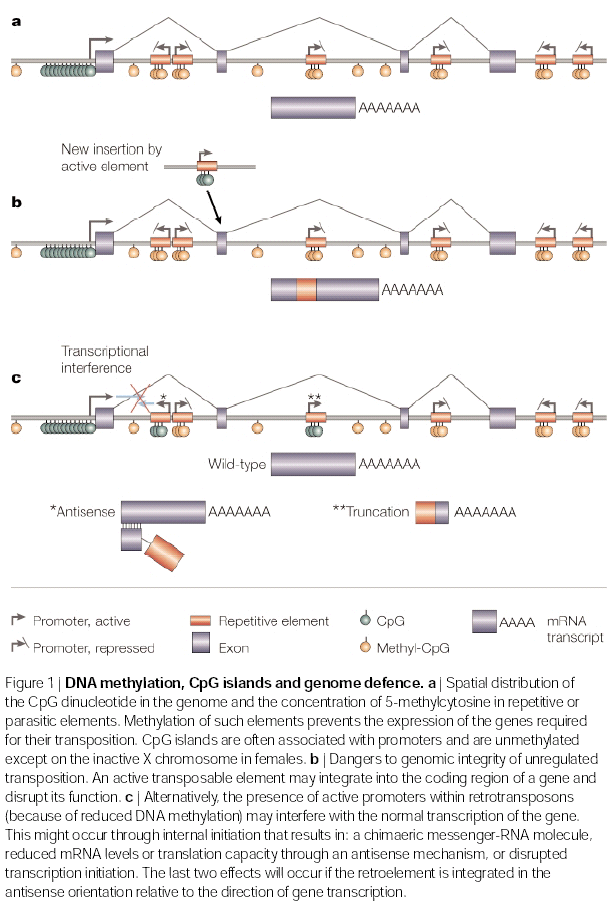 a
AAAAAAA
New insertion by
active element
b
AAAAAAA
Transcriptional
interference
c
* **
Wild-type AAAAAAA
*Antisense AAAAAAA **Truncation AAAAAAA
Promoter, active Repetitive element CpG AAAA mRNA
transcript
Promoter, repressed Exon Methyl-CpG
Figure 1 | DNA methylation, CpG islands and genome defence. a | Spatial distribution of
the CpG dinucleotide in the genome and the concentration of 5-methylcytosine in repetitive or
parasitic elements. Methylation of such elements prevents the expression of the genes required
for their transposition. CpG islands are often associated with promoters and are unmethylated
except on the inactive X chromosome in females. b | Dangers to genomic integrity of unregulated
transposition. An active transposable element may integrate into the coding region of a gene and
disrupt its function. c | Alternatively, the presence of active promoters within retrotransposons
(because of reduced DNA methylation) may interfere with the normal transcription of the gene.
This might occur through internal initiation that results in: a chimaeric messenger-RNA molecule,
reduced mRNA levels or translation capacity through an antisense mechanism, or disrupted
transcription initiation. The last two effects will occur if the retroelement is integrated in the
antisense orientation relative to the direction of gene transcription.